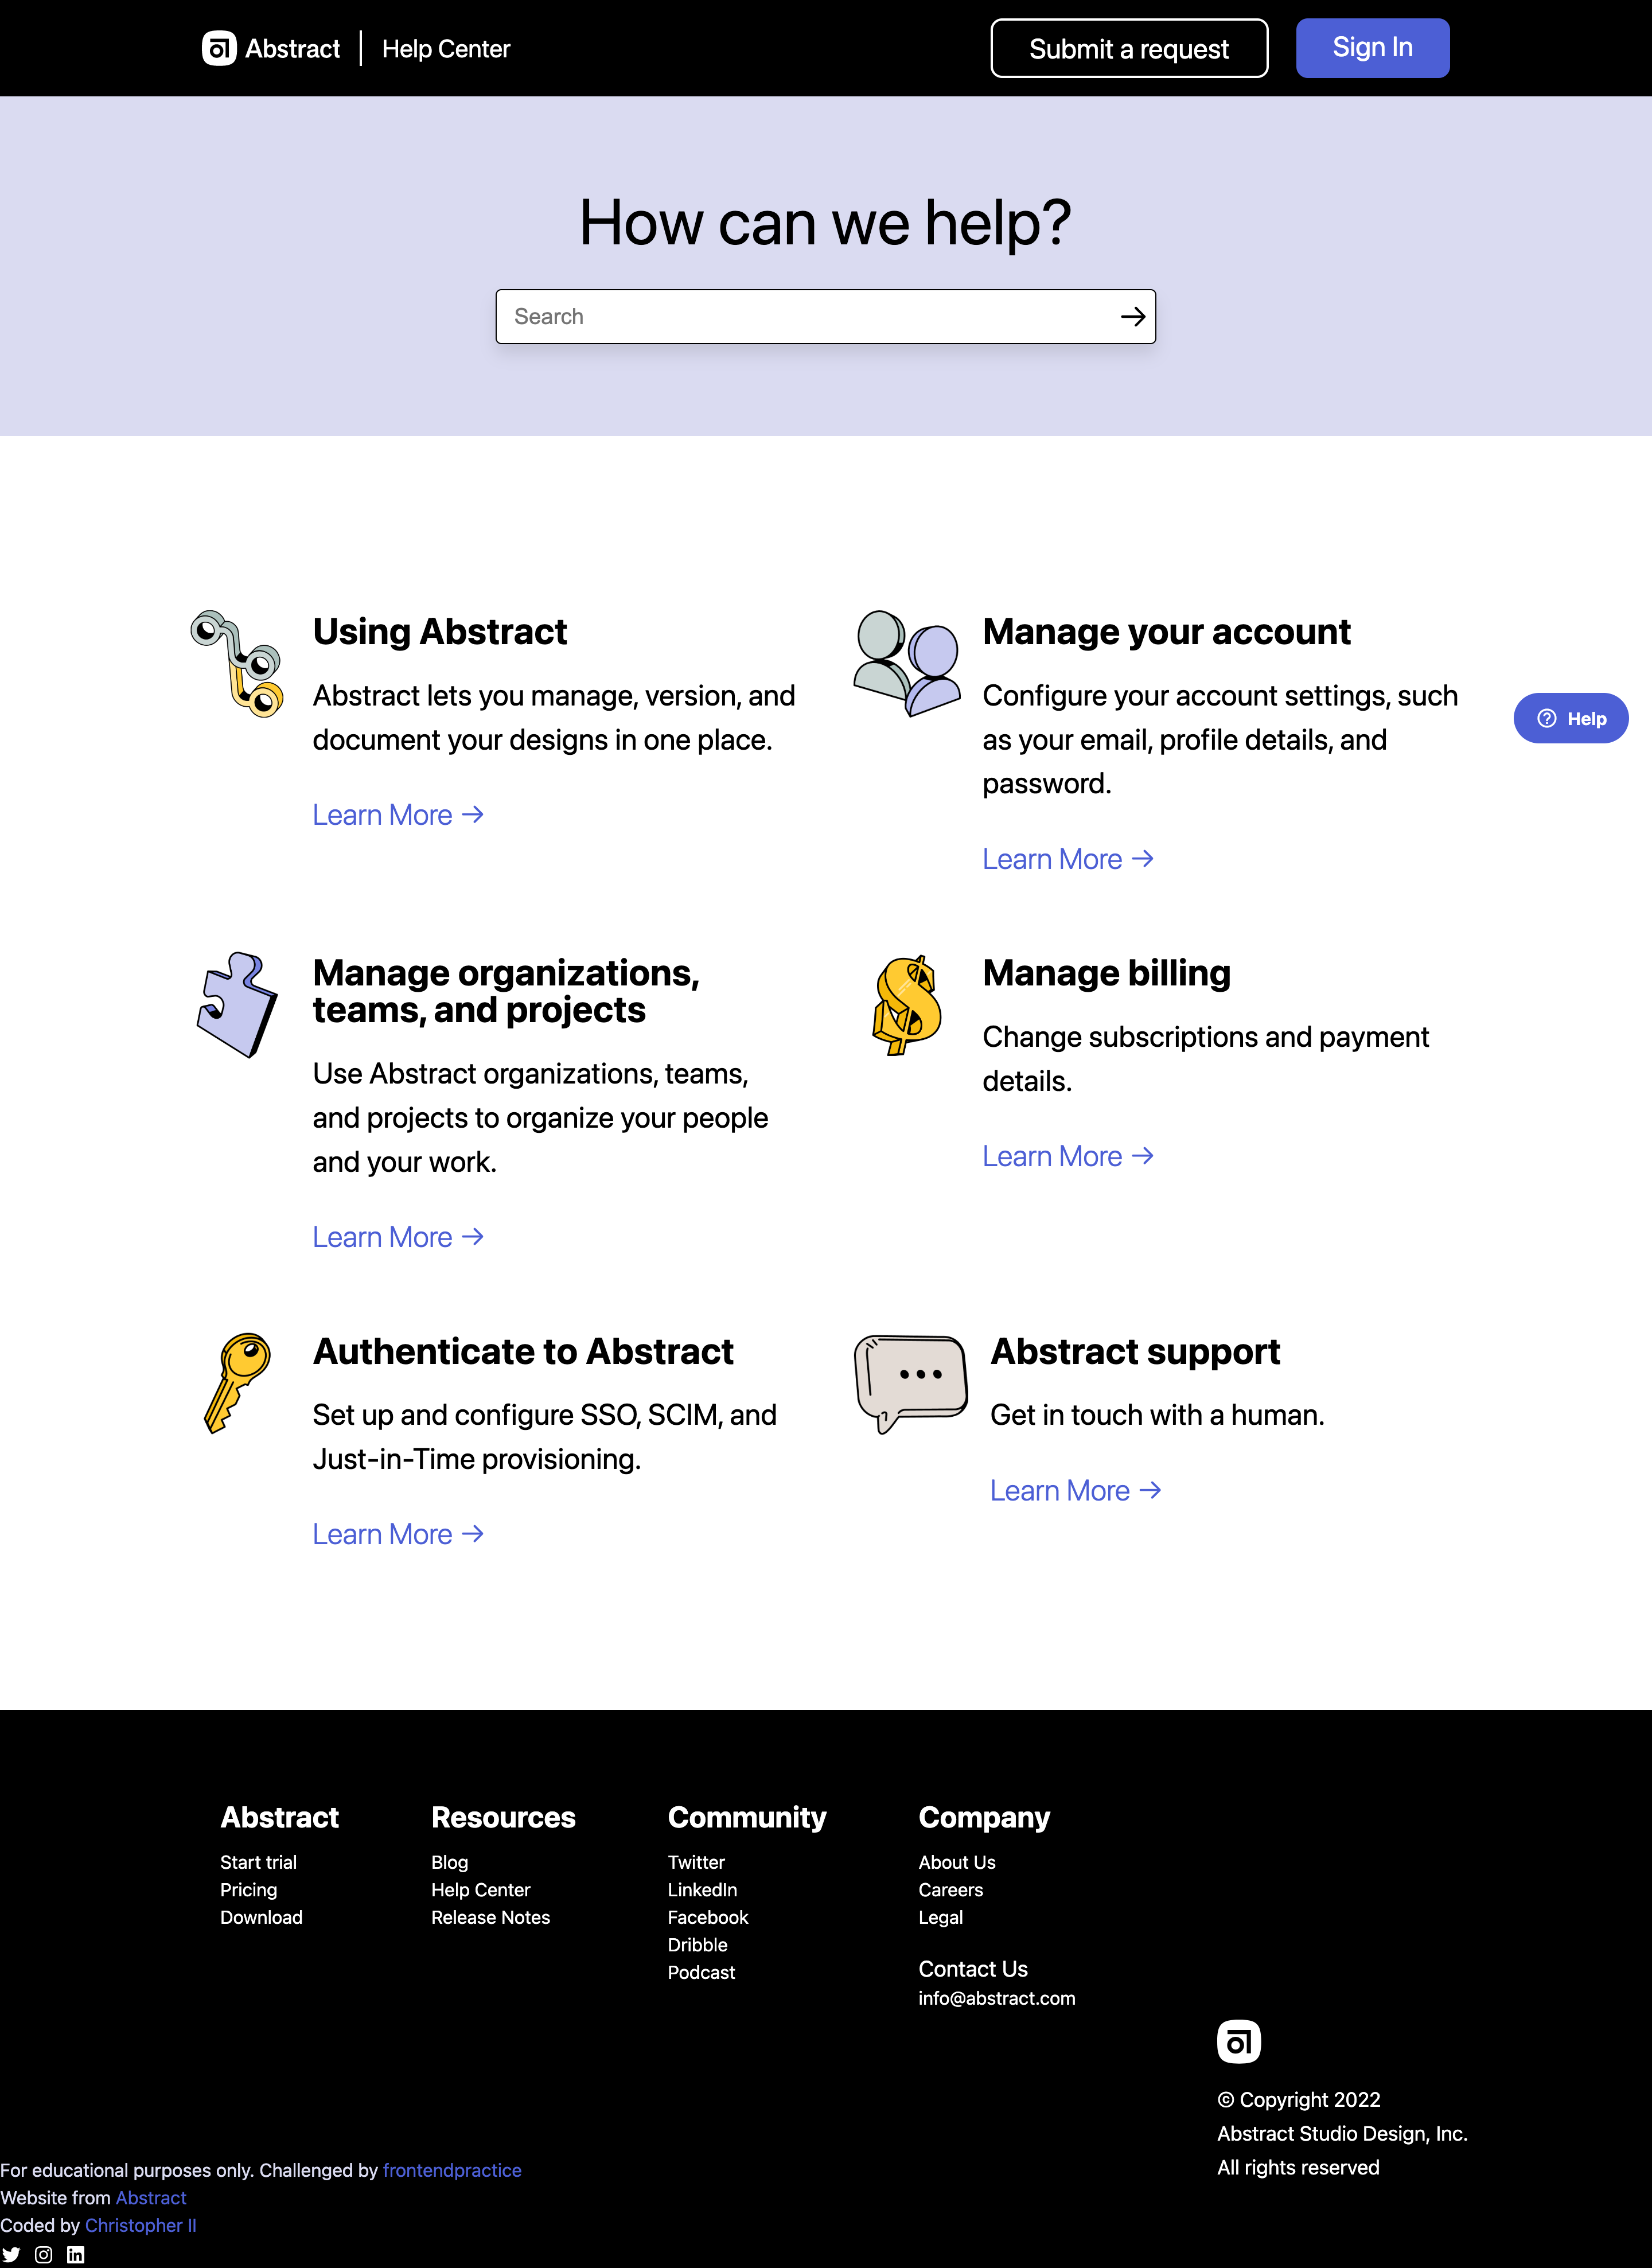 Abstract | Help Center
Submit a request
Sign In
How can we help?
Search
Using Abstract
Abstract lets you manage, version, and
document your designs in one place.
Learn More →
Manage your account
Configure your account settings, such
as your email, profile details, and
password.
Learn More →
Help
Manage organizations,
teams, and projects
Use Abstract organizations, teams,
and projects to organize your people
and your work.
Learn More →
Manage billing
Change subscriptions and payment
details.
Learn More →
Authenticate to Abstract
Set up and configure SSO, SCIM, and
Just-in-Time provisioning.
Learn More →
Abstract support
Get in touch with a human.
Learn More →
Abstract
Start trial
Pricing
Download
Resources
Blog
Help Center
Release Notes
Community
Twitter
LinkedIn
Facebook
Dribble
Podcast
Company
About Us
Careers
Legal
Contact Us
info@abstract.com
© Copyright 2022
Abstract Studio Design, Inc.
All rights reserved
For educational purposes only. Challenged by frontendpractice
Website from Abstract
Coded by Christopher II